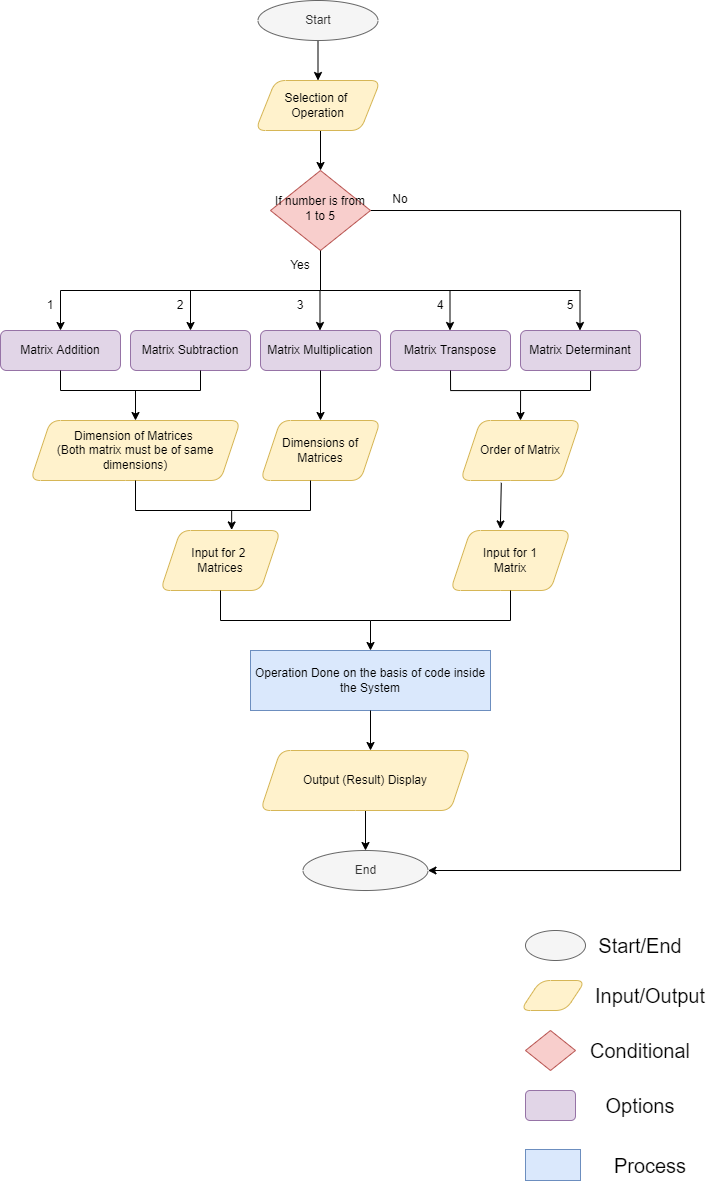 Start
Selection of
Operation
If number is from
1 to 5
No
Yes
1
2
3
4
5
Matrix Addition
Matrix Subtraction
Matrix Multiplication
Matrix Transpose
Matrix Determinant
Dimension of Matrices
(Both matrix must be of same
dimensions)
Dimensions of
Matrices
Order of Matrix
Input for 2
Matrices
Input for 1
Matrix
Operation Done on the basis of code inside
the System
Output (Result) Display
End
Start/End
Input/Output
Conditional
Options
Process